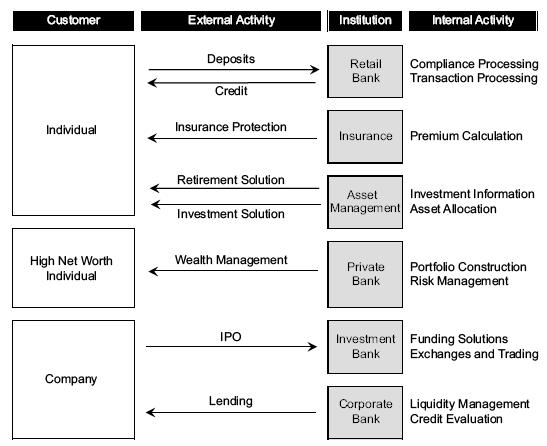 Customer External Activity Institution Internal Activity
Deposits
Retail Compliance Processing
Bank Transaction Processing
Credit
Individual
Insurance Protection
Insurance Premium Calculation
Retirement Solution
Asset Investment Information
Management Asset Allocation
Investment Solution
High Net Worth Wealth Management Private Portfolio Construction
Individual Bank Risk Management
IPO
Investment Funding Solutions
Bank Exchanges and Trading
Company
Lending
Corporate Liquidity Management
Bank Credit Evaluation